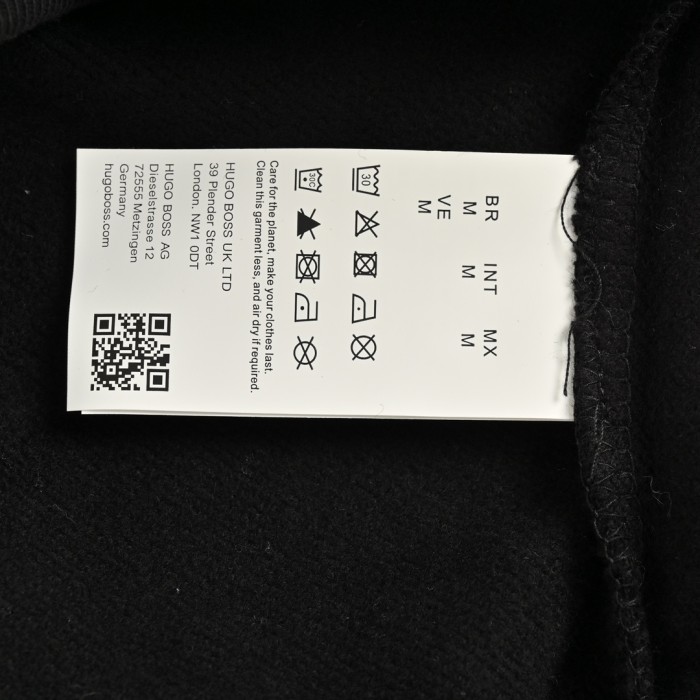 BR INT MX
M M M
VE
M
30
30C
Care for the planet, make your clothes last.
Clean this garment less, and air dry if required.
HUGO BOSS UK LTD
39 Plender Street
London. NW1 0DT
HUGO BOSS AG
Dieselstrasse 12
72555 Metzingen
Germany
hugoboss.com